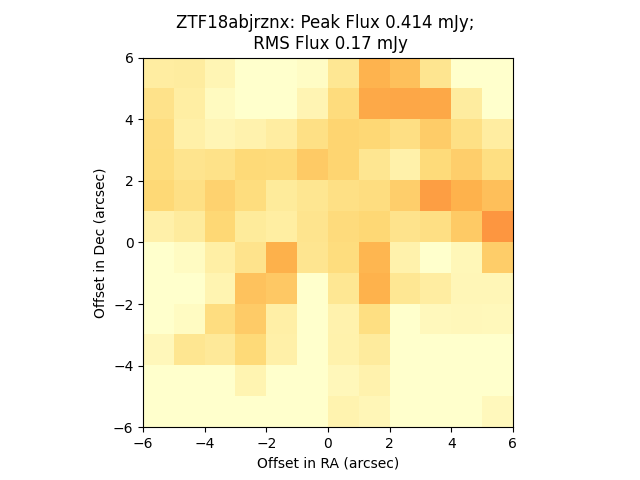 ZTF18abjrznx: Peak Flux 0.414 mJy;
RMS Flux 0.17 mJy
6
4
2
0
−2
−4
−6
Offset in Dec (arcsec)
−6 −4 −2 0 2 4 6
Offset in RA (arcsec)